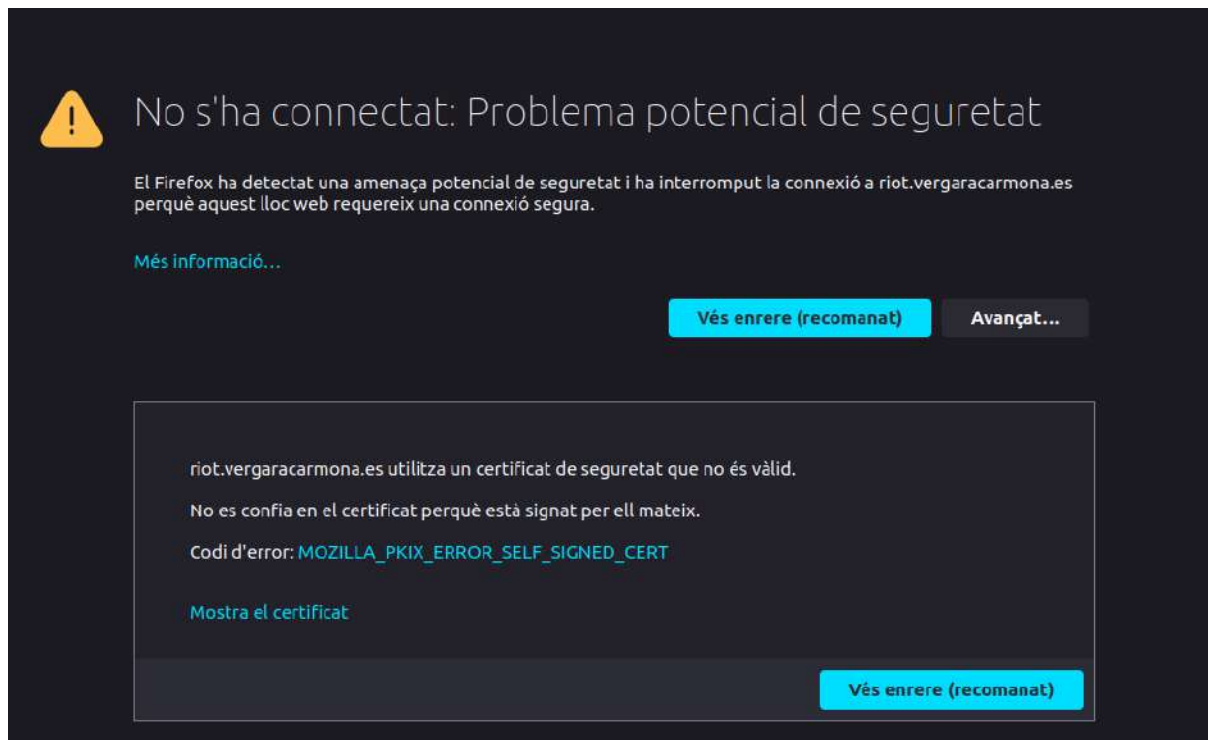 No s'ha connectat: Problema potencial de seguretat
El Firefox ha detectat una amenaça potencial de seguretat i ha interromput la connexió a riot.vergaracarmona.es
perquè aquest lloc web requereix una connexió segura.
Més informació...
Vés enrere (recomanat)
Avançat...
riot.vergaracarmona.es utilitza un certificat de seguretat que no és vàlid.
No es confia en el certificat perquè està signat per ell mateix.
Codi d'error: MOZILLA_PKIX_ERROR_SELF_SIGNED_CERT
Mostra el certificat
Vés enrere (recomanat)